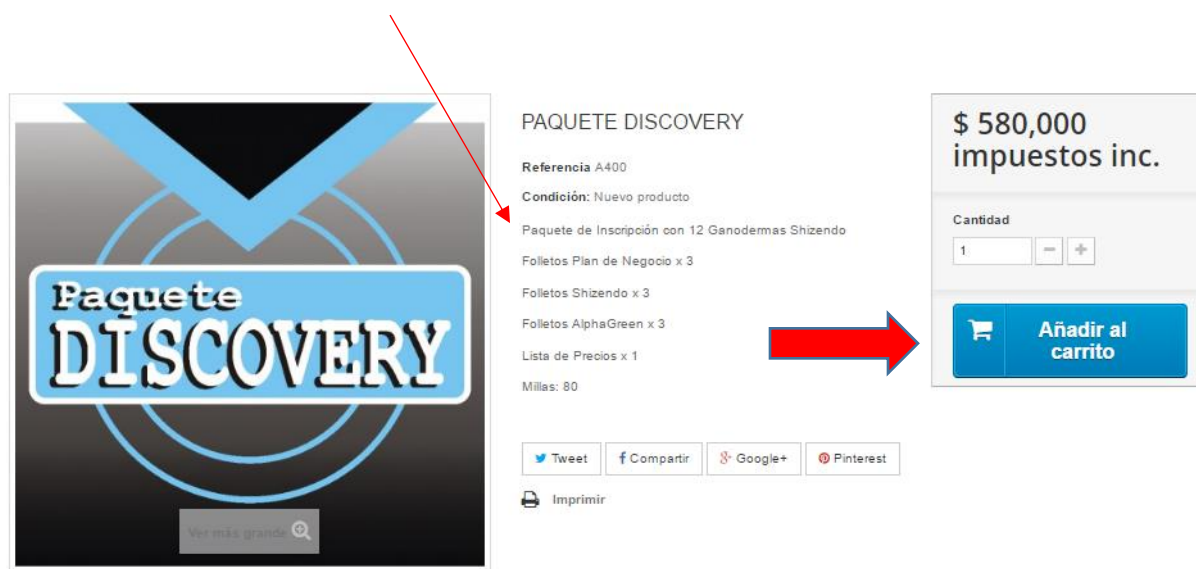 Paquete
DISCOVERY
Ver más grande
PAQUETE DISCOVERY
Referencia A400
Condición: Nuevo producto
Paquete de Inscripción con 12 Ganodermas Shizendo
Folletos Plan de Negocio x 3
Folletos Shizendo x 3
Folletos AlphaGreen x 3
Lista de Precios x 1
Millas: 80
Tweet
Compartir
Google+
Pinterest
Imprimir
$ 580,000
impuestos inc.
Cantidad
1
Añadir al
carrito